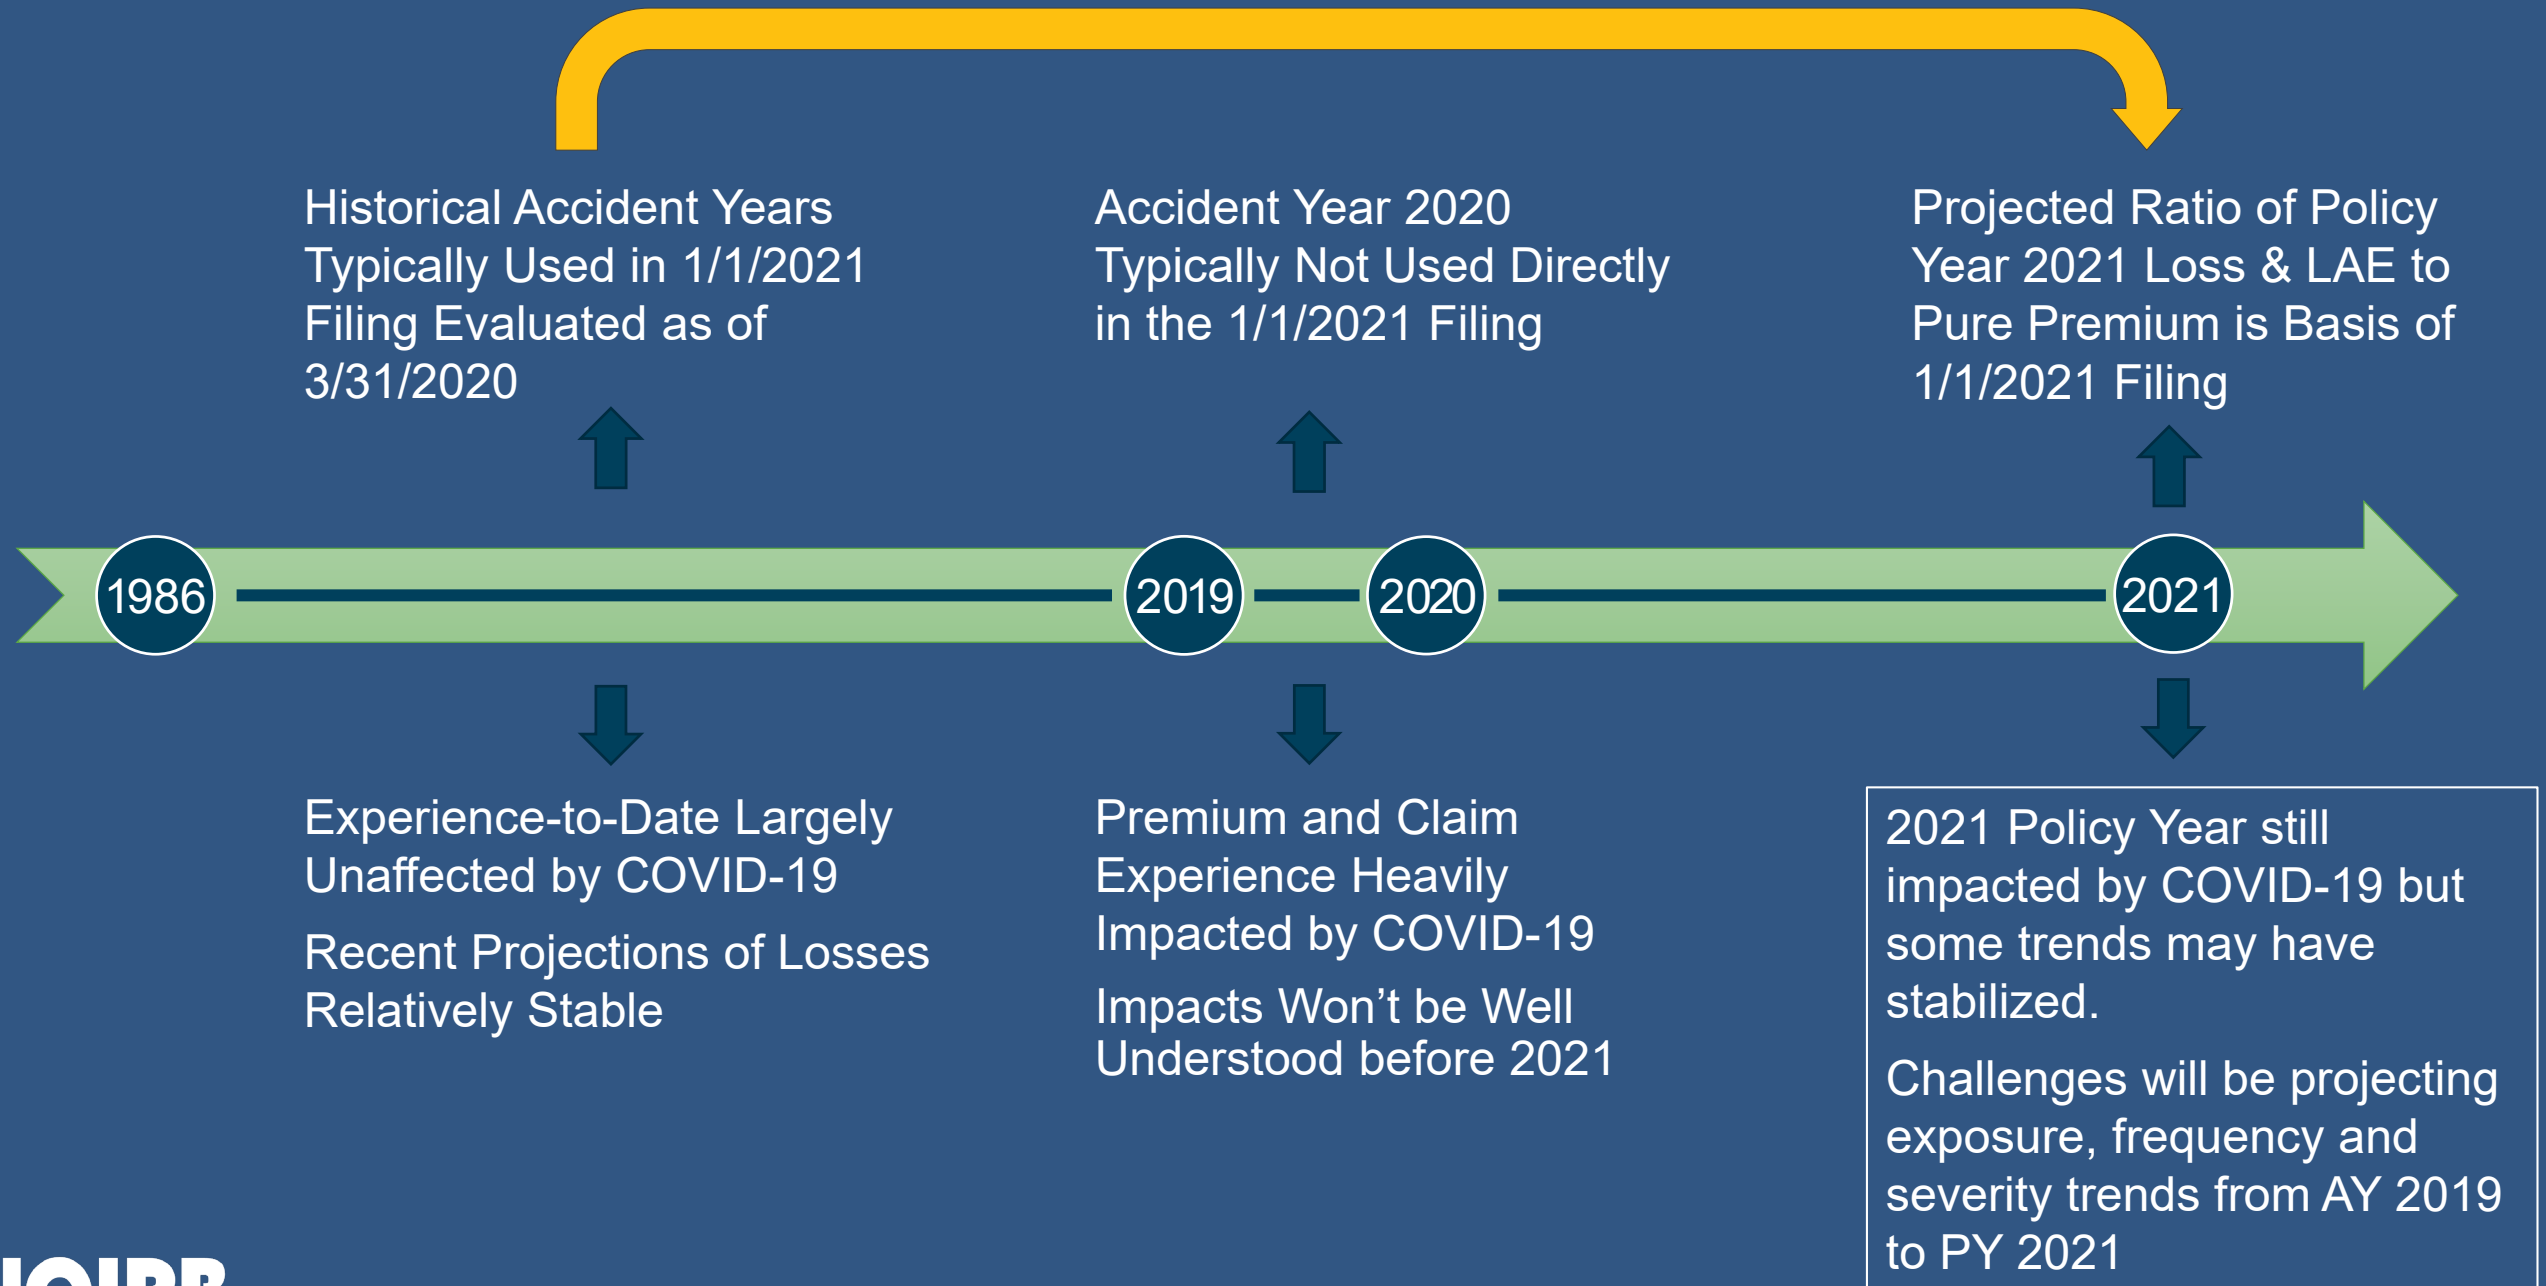 Historical Accident Years
Typically Used in 1/1/2021
Filing Evaluated as of
3/31/2020
Accident Year 2020
Typically Not Used Directly
in the 1/1/2021 Filing
Projected Ratio of Policy
Year 2021 Loss & LAE to
Pure Premium is Basis of
1/1/2021 Filing
1986
2019
2020
2021
Experience-to-Date Largely
Unaffected by COVID-19
Recent Projections of Losses
Relatively Stable
Premium and Claim
Experience Heavily
Impacted by COVID-19
Impacts Won’t be Well
Understood before 2021
2021 Policy Year still
impacted by COVID-19 but
some trends may have
stabilized.
Challenges will be projecting
exposure, frequency and
severity trends from AY 2019
to PY 2021